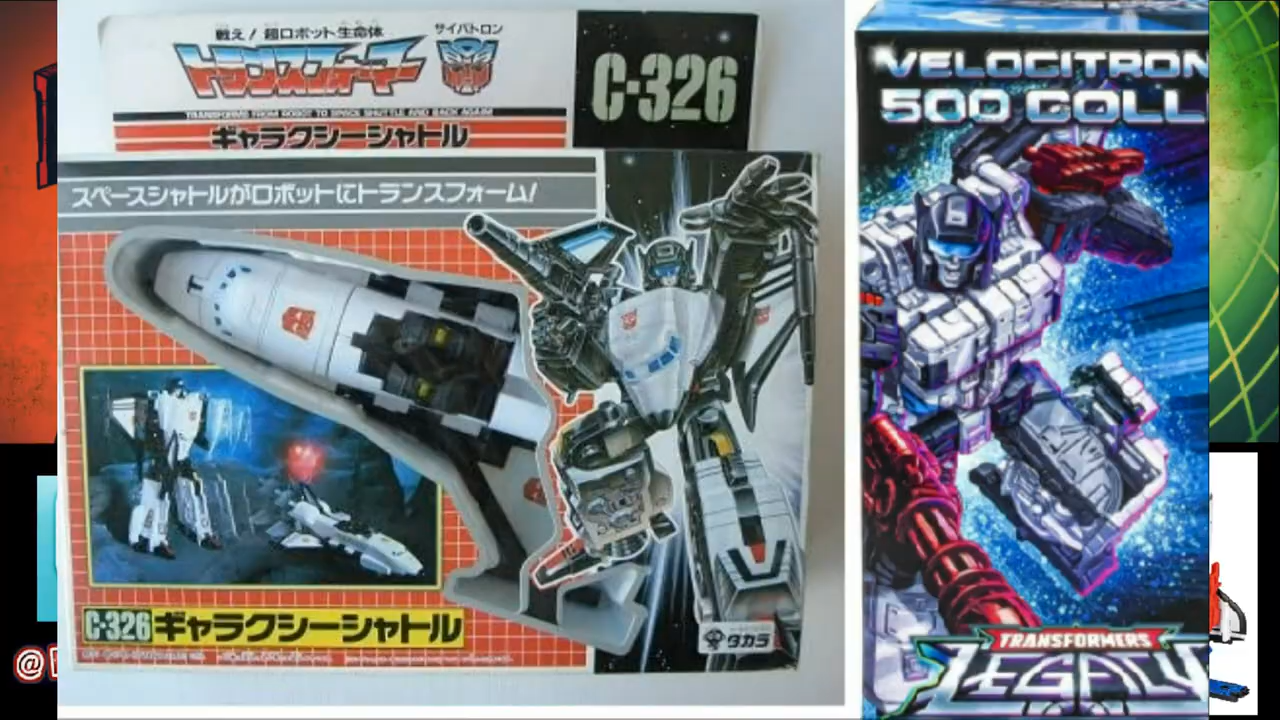 戦え! 超ロボット生命体
トランスフォーマー
サイバトロン
C-326
TRANSFORMS FROM ROBOT TO SPACE SHUTTLE AND BACK AGAIN!
ギャラクシーシャトル
スペースシャトルがロボットにトランスフォーム!
C-326 ギャラクシーシャトル
タカラ
VELOCITRON
500 COLL
TRANSFORMERS
LEGACY
@